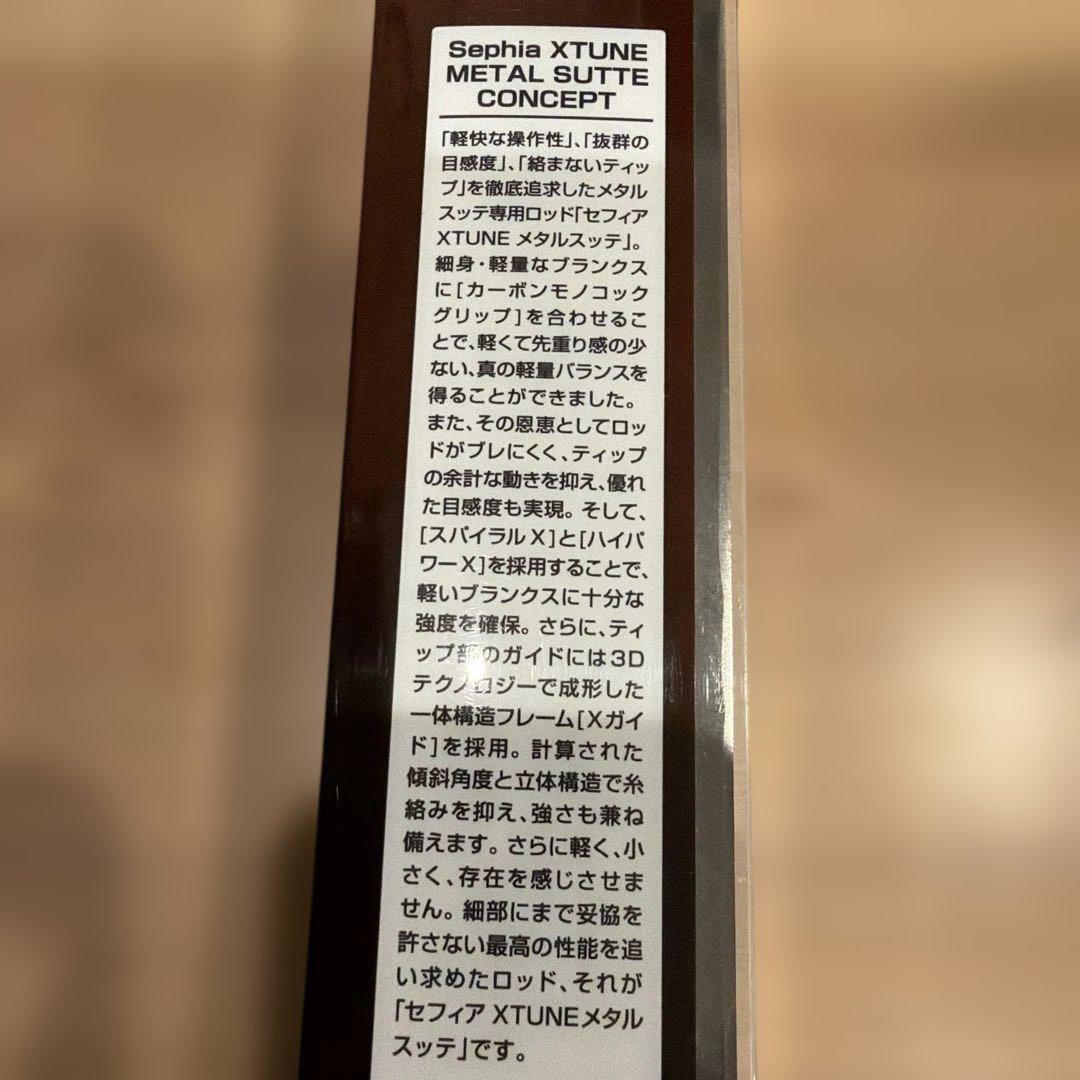 Sephia XTUNE
METAL SUTTE
CONCEPT
「軽快な操作性」、「抜群の
目感度」、「絡まないティッ
プ」を徹底追求したメタル
スッテ専用ロッド「セフィア
XTUNE メタルスッテ」。
細身・軽量なブランクス
に[カーボンモノコック
グリップ]を合わせるこ
とで、軽くて先重り感の少
ない、真の軽量バランスを
得ることができました。
また、その恩恵としてロッ
ドがブレにくく、ティップ
の余計な動きを抑え、優れ
た目感度も実現。そして、
[スパイラルX]と[ハイパ
ワーX]を採用することで、
軽いブランクスに十分な
強度を確保。さらに、ティ
ップ部のガイドには3D
テクノロジーで成形した
一体構造フレーム[Xガイ
ド]を採用。計算された
傾斜角度と立体構造で糸
絡みを抑え、強さも兼ね
備えます。さらに軽く、小
さく、存在を感じさせま
せん。細部にまで妥協を
許さない最高の性能を追
い求めたロッド、それが
「セフィア XTUNEメタル
スッテ」です。